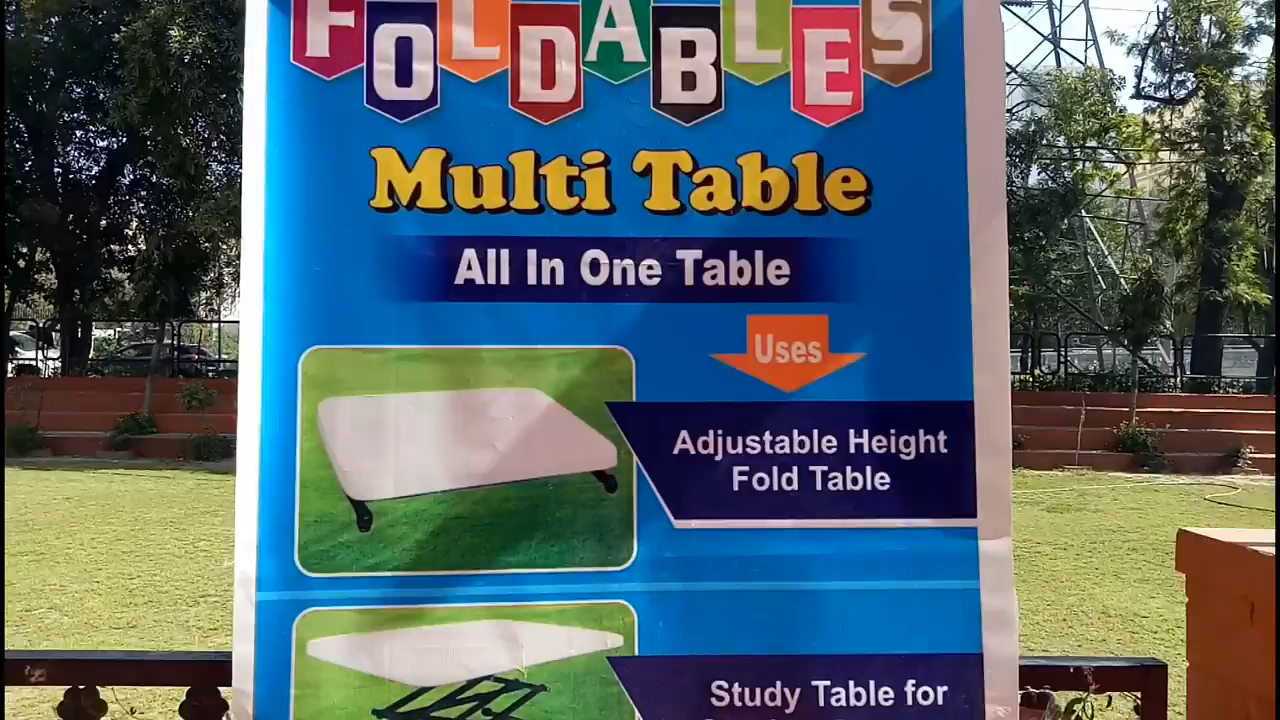 FOLDABLES
Multi Table
All In One Table
Uses
Adjustable Height
Fold Table
Study Table for